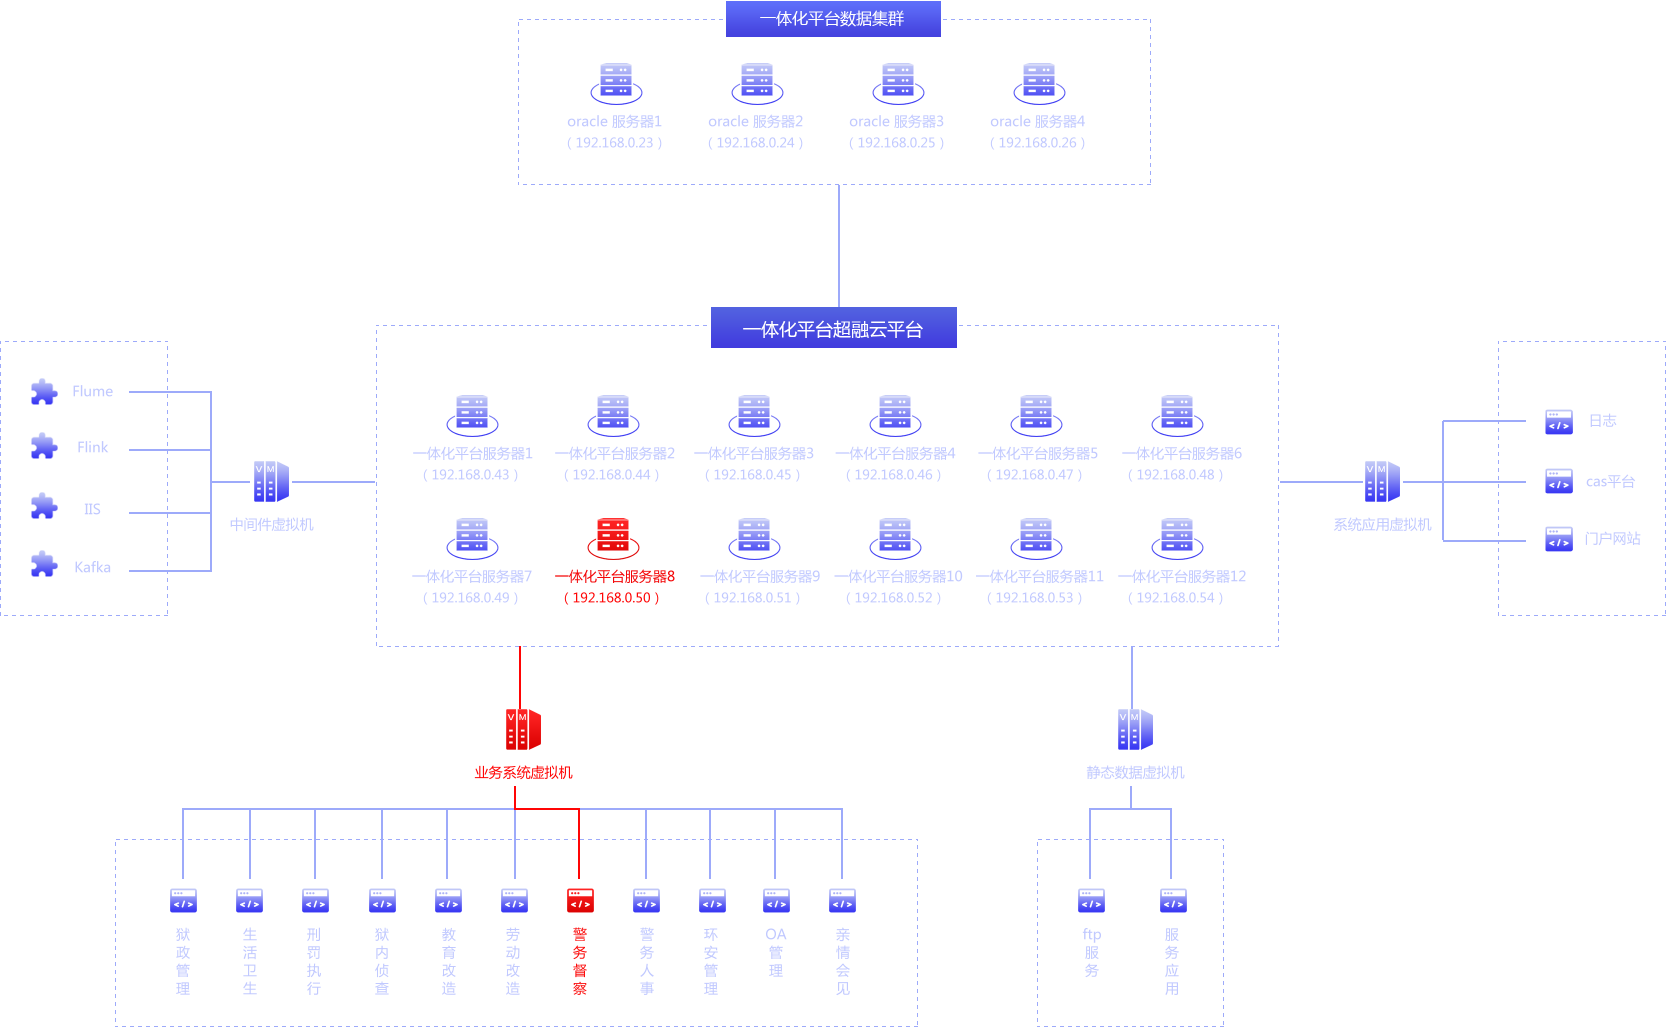 一体化平台数据集群
oracle 服务器1
（192.168.0.23）
oracle 服务器2
（192.168.0.24）
oracle 服务器3
（192.168.0.25）
oracle 服务器4
（192.168.0.26）
一体化平台超融云平台
Flume
Flink
IIS
Kafka
VM
中间件虚拟机
一体化平台服务器1
（192.168.0.43）
一体化平台服务器2
（192.168.0.44）
一体化平台服务器3
（192.168.0.45）
一体化平台服务器4
（192.168.0.46）
一体化平台服务器5
（192.168.0.47）
一体化平台服务器6
（192.168.0.48）
一体化平台服务器7
（192.168.0.49）
一体化平台服务器8
（192.168.0.50）
一体化平台服务器9
（192.168.0.51）
一体化平台服务器10
（192.168.0.52）
一体化平台服务器11
（192.168.0.53）
一体化平台服务器12
（192.168.0.54）
VM
系统应用虚拟机
日志
cas平台
门户网站
VM
业务系统虚拟机
VM
静态数据虚拟机
狱政管理
生活卫生
刑罚执行
狱内侦查
教育改造
劳动改造
警务督察
警务人事
环安管理
OA管理
亲情会见
ftp服务
服务应用